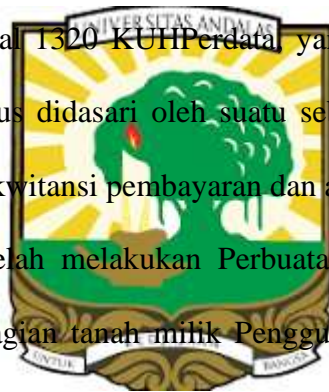 UNIVERSITAS ANDALAS
al 1320 KUHPerdata, ya
us didasari oleh suatu se
kwitansi pembayaran dan a
elah melakukan Perbuata
agian tanah milik Penggu
UNTUK BANGSA